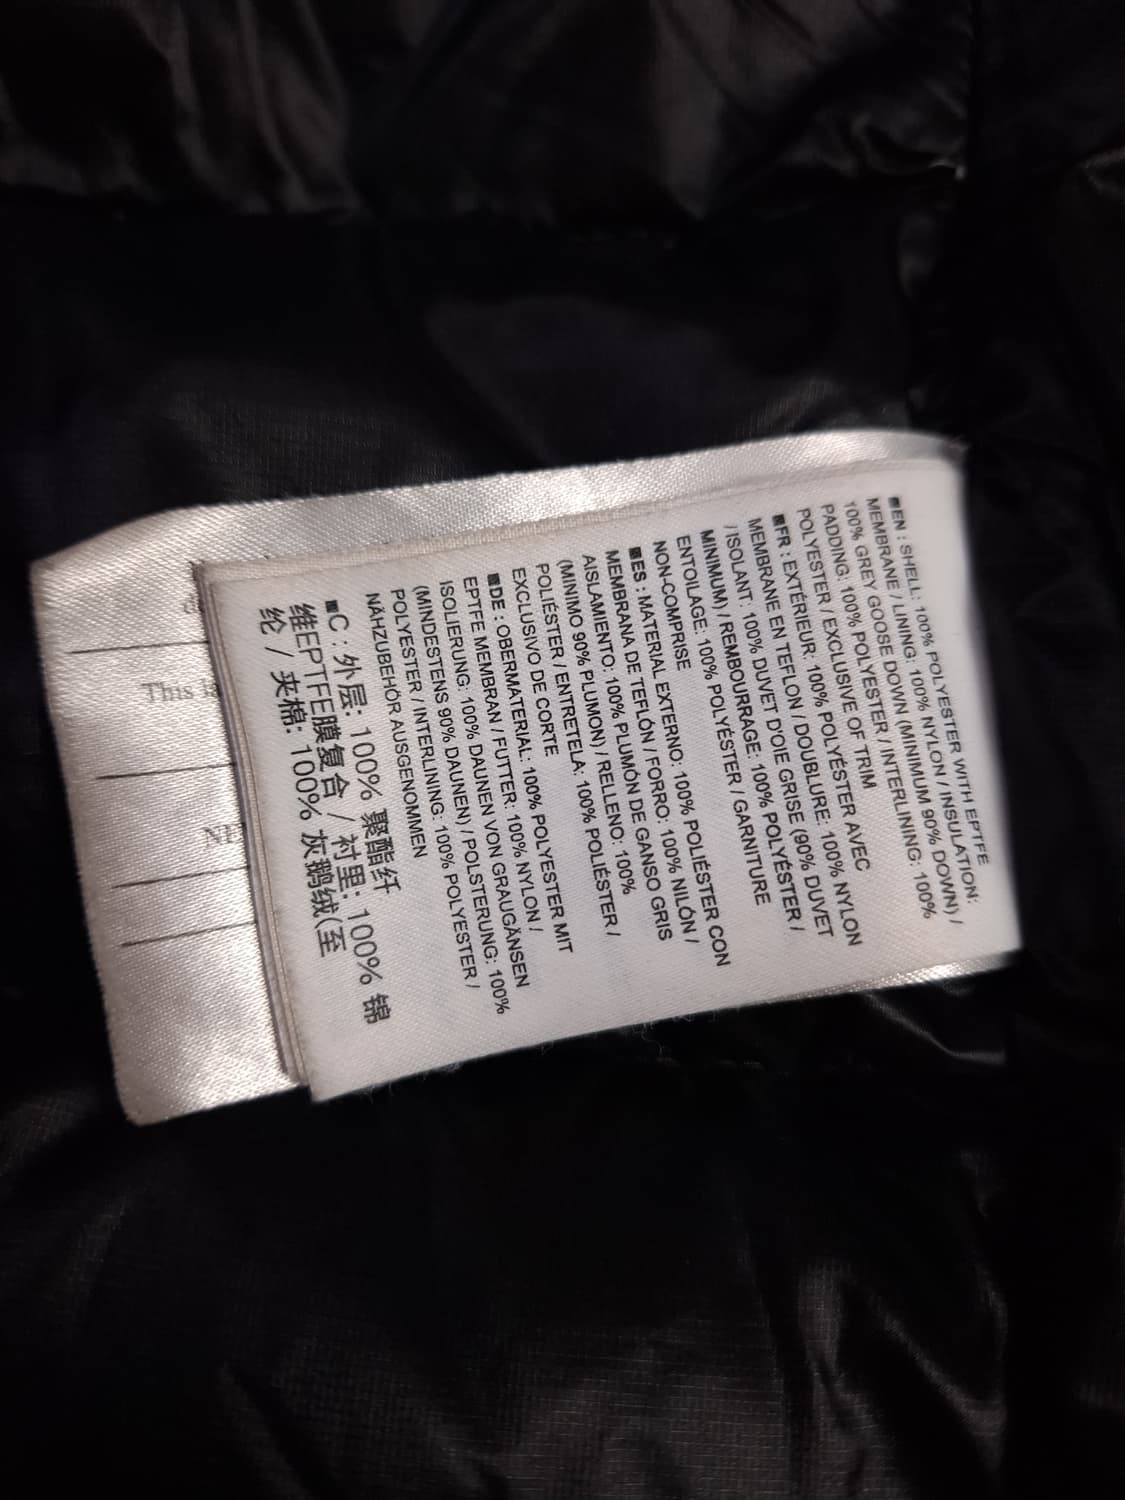 ■EN : SHELL: 100% POLYESTER WITH EPTFE
MEMBRANE / LINING: 100% NYLON / INSULATION:
100% GREY GOOSE DOWN (MINIMUM 90% DOWN) /
PADDING: 100% POLYESTER / INTERLINING: 100%
POLYESTER / EXCLUSIVE OF TRIM
■FR : EXTÉRIEUR: 100% POLYÉSTER AVEC
MEMBRANE EN TEFLON / DOUBLURE: 100% NYLON
/ ISOLANT: 100% DUVET D'OIE GRISE (90% DUVET
MINIMUM) / REMBOURRAGE: 100% POLYÉSTER /
ENTOILAGE: 100% POLYÉSTER / GARNITURE
NON-COMPRISE
■ES : MATERIAL EXTERNO: 100% POLIÉSTER CON
MEMBRANA DE TEFLÓN / FORRO: 100% NILÓN /
AISLAMIENTO: 100% PLUMÓN DE GANSO GRIS
(MINIMO 90% PLUMON) / RELLENO: 100%
POLIÉSTER / ENTRETELA: 100% POLIÉSTER /
EXCLUSIVO DE CORTE
■DE : OBERMATERIAL: 100% POLYESTER MIT
EPTFE MEMBRAN / FUTTER: 100% NYLON /
ISOLIERUNG: 100% DAUNEN VON GRAUGÄNSEN
(MINDESTENS 90% DAUNEN) / POLSTERUNG: 100%
POLYESTER / INTERLINING: 100% POLYESTER /
NÄHZUBEHÖR AUSGENOMMEN
■C : 外层: 100% 聚酯纤
维EPTFE膜复合 / 衬里: 100% 锦
纶 / 夹棉: 100% 灰鹅绒(至
This